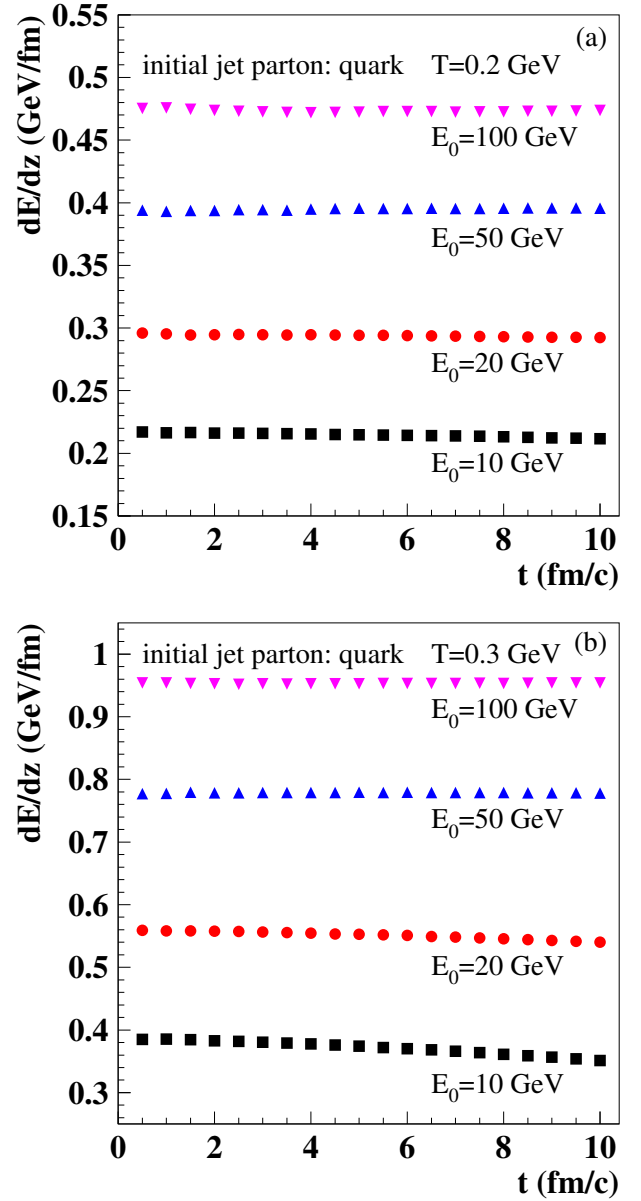 (a)
initial jet parton: quark T=0.2 GeV
0.55
0.5
0.45
0.4
0.35
0.3
0.25
0.2
0.15
dE/dz (GeV/fm)
E₀=100 GeV
E₀=50 GeV
E₀=20 GeV
E₀=10 GeV
0 2 4 6 8 10
t (fm/c)
(b)
initial jet parton: quark T=0.3 GeV
1
0.9
0.8
0.7
0.6
0.5
0.4
0.3
dE/dz (GeV/fm)
E₀=100 GeV
E₀=50 GeV
E₀=20 GeV
E₀=10 GeV
0 2 4 6 8 10
t (fm/c)